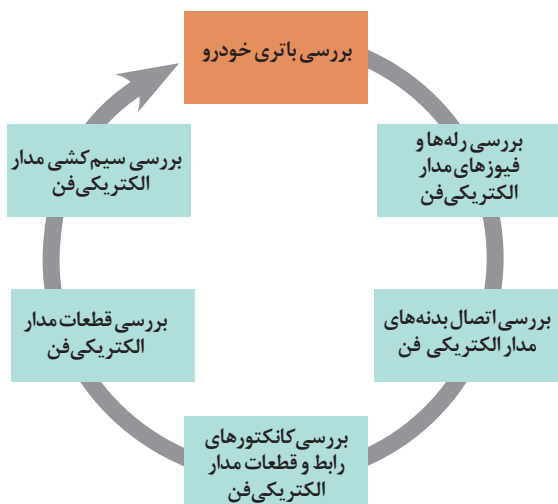 بررسی باتری خودرو
بررسی رله‌ها و
فیوزهای مدار
الکتریکی‌فن
بررسی اتصال بدنه‌های
مدار الکتریکی فن
بررسی کانکتورهای
رابط و قطعات مدار
الکتریکی‌فن
بررسی قطعات مدار
الکتریکی‌فن
بررسی سیم کشی مدار
الکتریکی‌فن